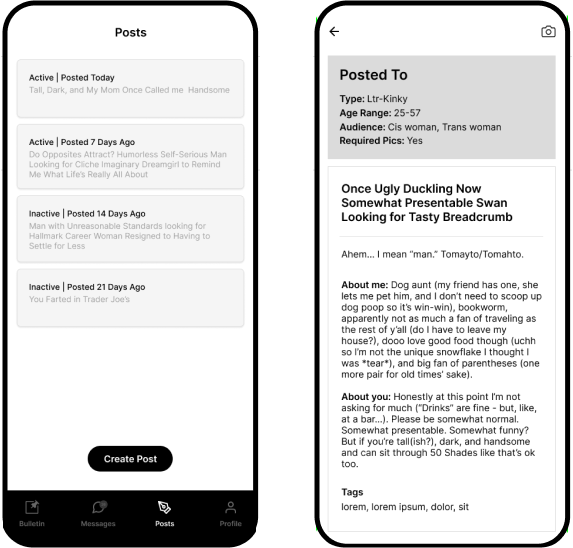 Posts
Active | Posted Today
Tall, Dark, and My Mom Once Called me  Handsome
Active | Posted 7 Days Ago
Do Opposites Attract? Humorless Self-Serious Man
Looking for Cliche Imaginary Dreamgirl to Remind
Me What Life's Really All About
Inactive | Posted 14 Days Ago
Man with Unreasonable Standards looking for
Hallmark Career Woman Resigned to Having to
Settle for Less
Inactive | Posted 21 Days Ago
You Farted in Trader Joe's
Create Post
Bulletin
Messages
Posts
Profile
Posted To
Type: Ltr-Kinky
Age Range: 25-57
Audience: Cis woman, Trans woman
Required Pics: Yes
Once Ugly Duckling Now
Somewhat Presentable Swan
Looking for Tasty Breadcrumb
Ahem... I mean “man.” Tomayto/Tomahto.
About me: Dog aunt (my friend has one, she
lets me pet him, and I don’t need to scoop up
dog poop so it’s win-win), bookworm,
apparently not as much a fan of traveling as
the rest of y’all (do I have to leave my
house?), dooo love good food though (uchh
so I’m not the unique snowflake I thought I
was *tear*), and big fan of parentheses (one
more pair for old times’ sake).
About you: Honestly at this point I’m not
asking for much (“Drinks” are fine - but, like,
at a bar...). Please be somewhat normal.
Somewhat presentable. Somewhat funny?
But if you’re tall(ish?), dark, and handsome
and can sit through 50 Shades like that’s ok
too.
Tags
lorem, lorem ipsum, dolor, sit